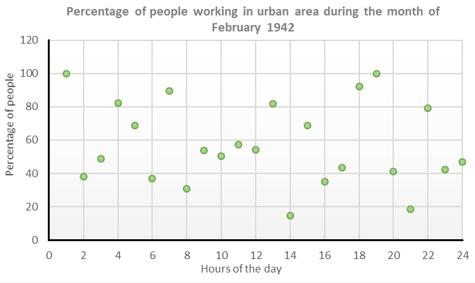 Percentage of people working in urban area during the month of
February 1942
120
100
80
60
40
20
0
Percentage of people
0 2 4 6 8 10 12 14 16 18 20 22 24
Hours of the day